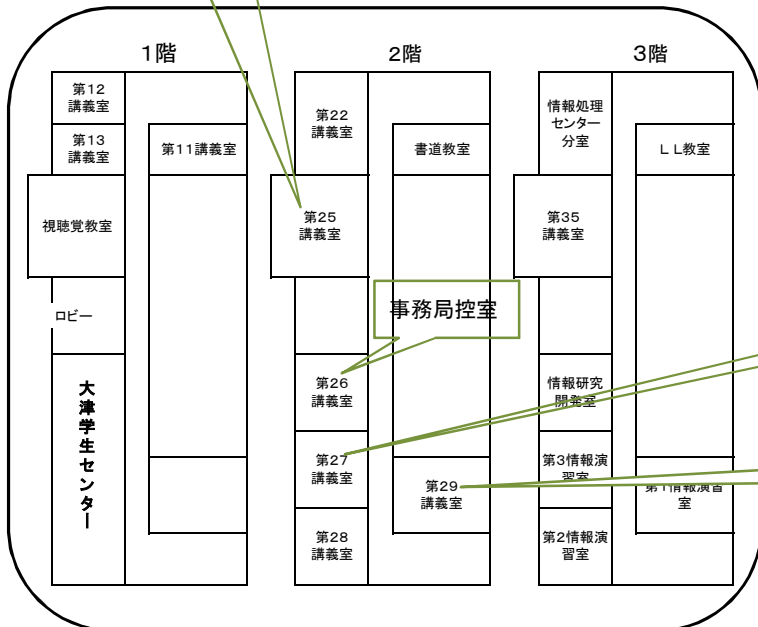 1階
第12
講義室
第13
講義室
第11講義室
視聴覚教室
ロビー
大津学生センター
2階
第22
講義室
書道教室
第25
講義室
事務局控室
第26
講義室
第27
講義室
第29
講義室
第28
講義室
3階
情報処理
センター
分室
ＬＬ教室
第35
講義室
情報研究
開発室
第3情報演
習室
第1情報演習
室
第2情報演
習室